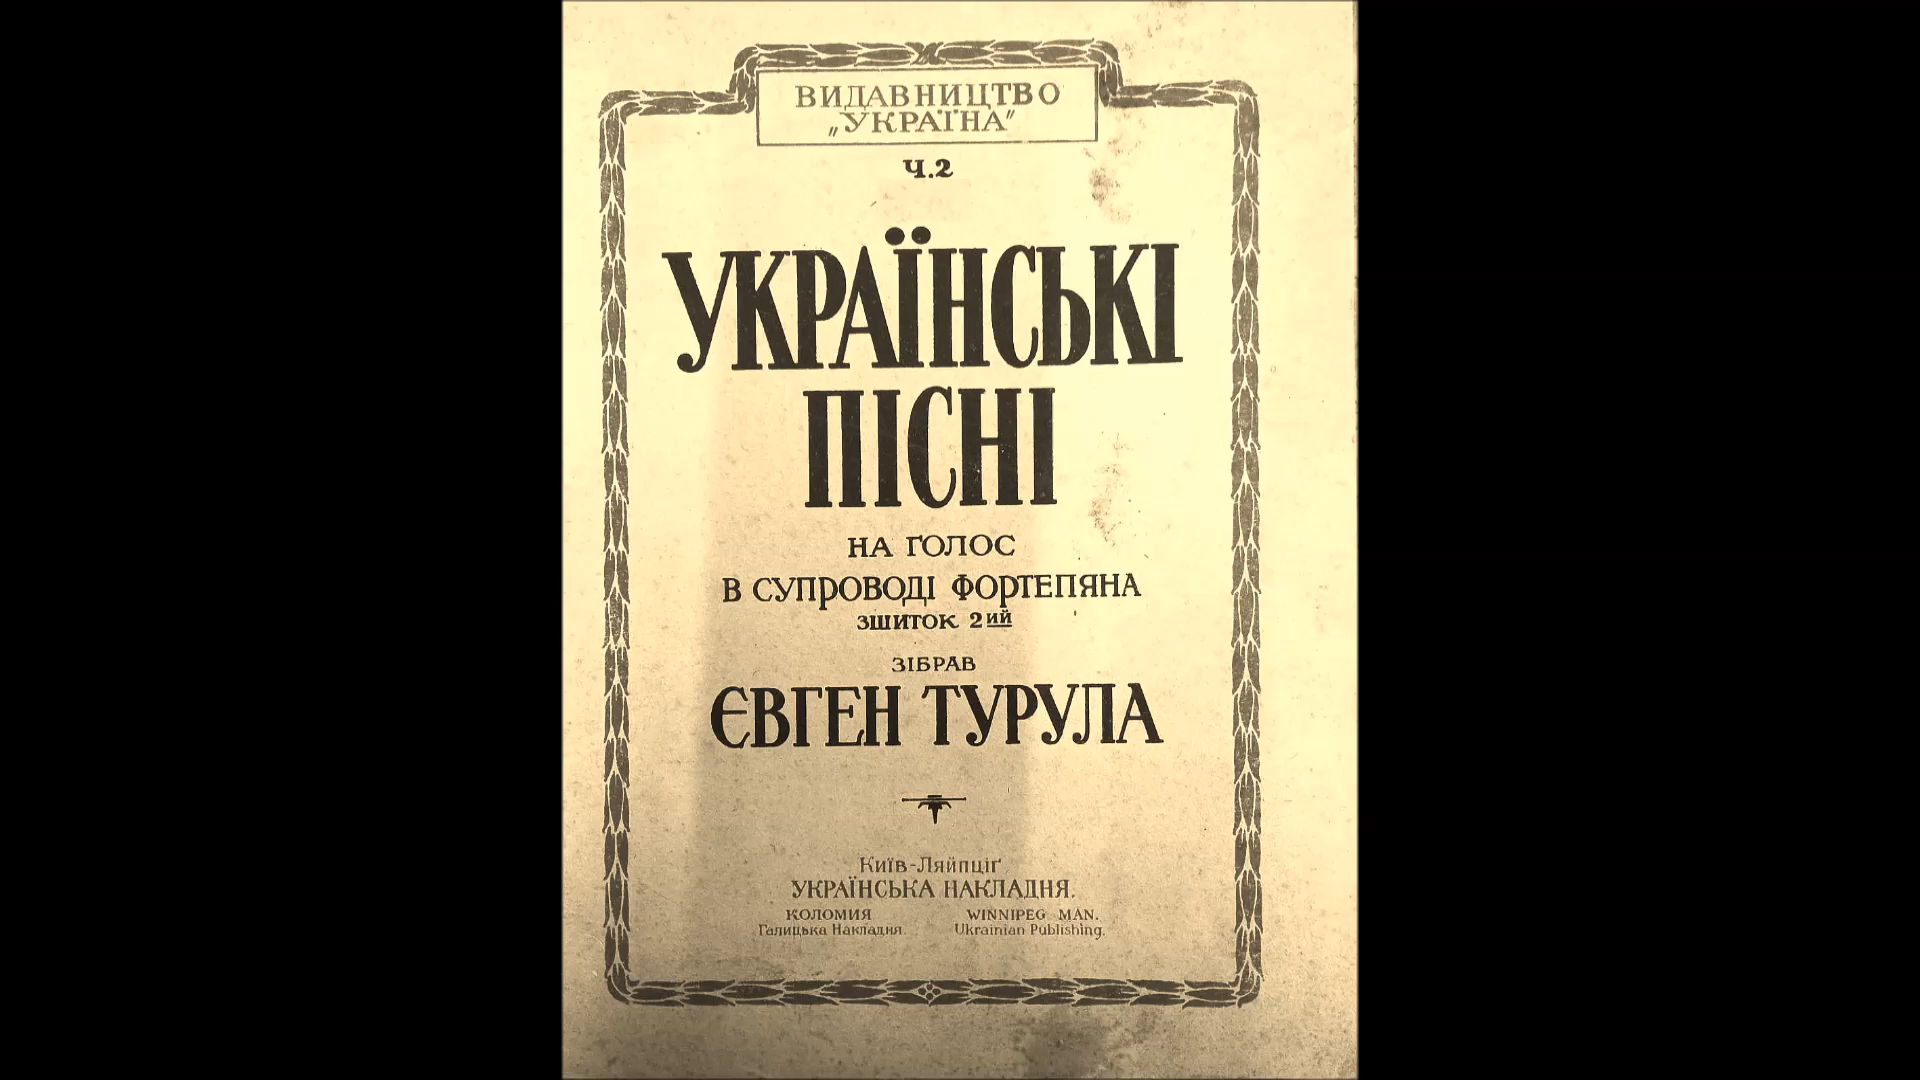 ВИДАВНИЦТВО
„УКРАЇНА"
Ч.2
УКРАЇНСЬКІ
ПІСНІ
НА ҐОЛОС
В СУПРОВОДІ ФОРТЕПЯНА
ЗШИТОК 2ИЙ
ЗІБРАВ
ЄВГЕН ТУРУЛА
Київ-Ляйпціґ
УКРАЇНСЬКА НАКЛАДНЯ.
КОЛОМИЯ WINNIPEG MAN.
Галицька Накладня. Ukrainian Publishing.